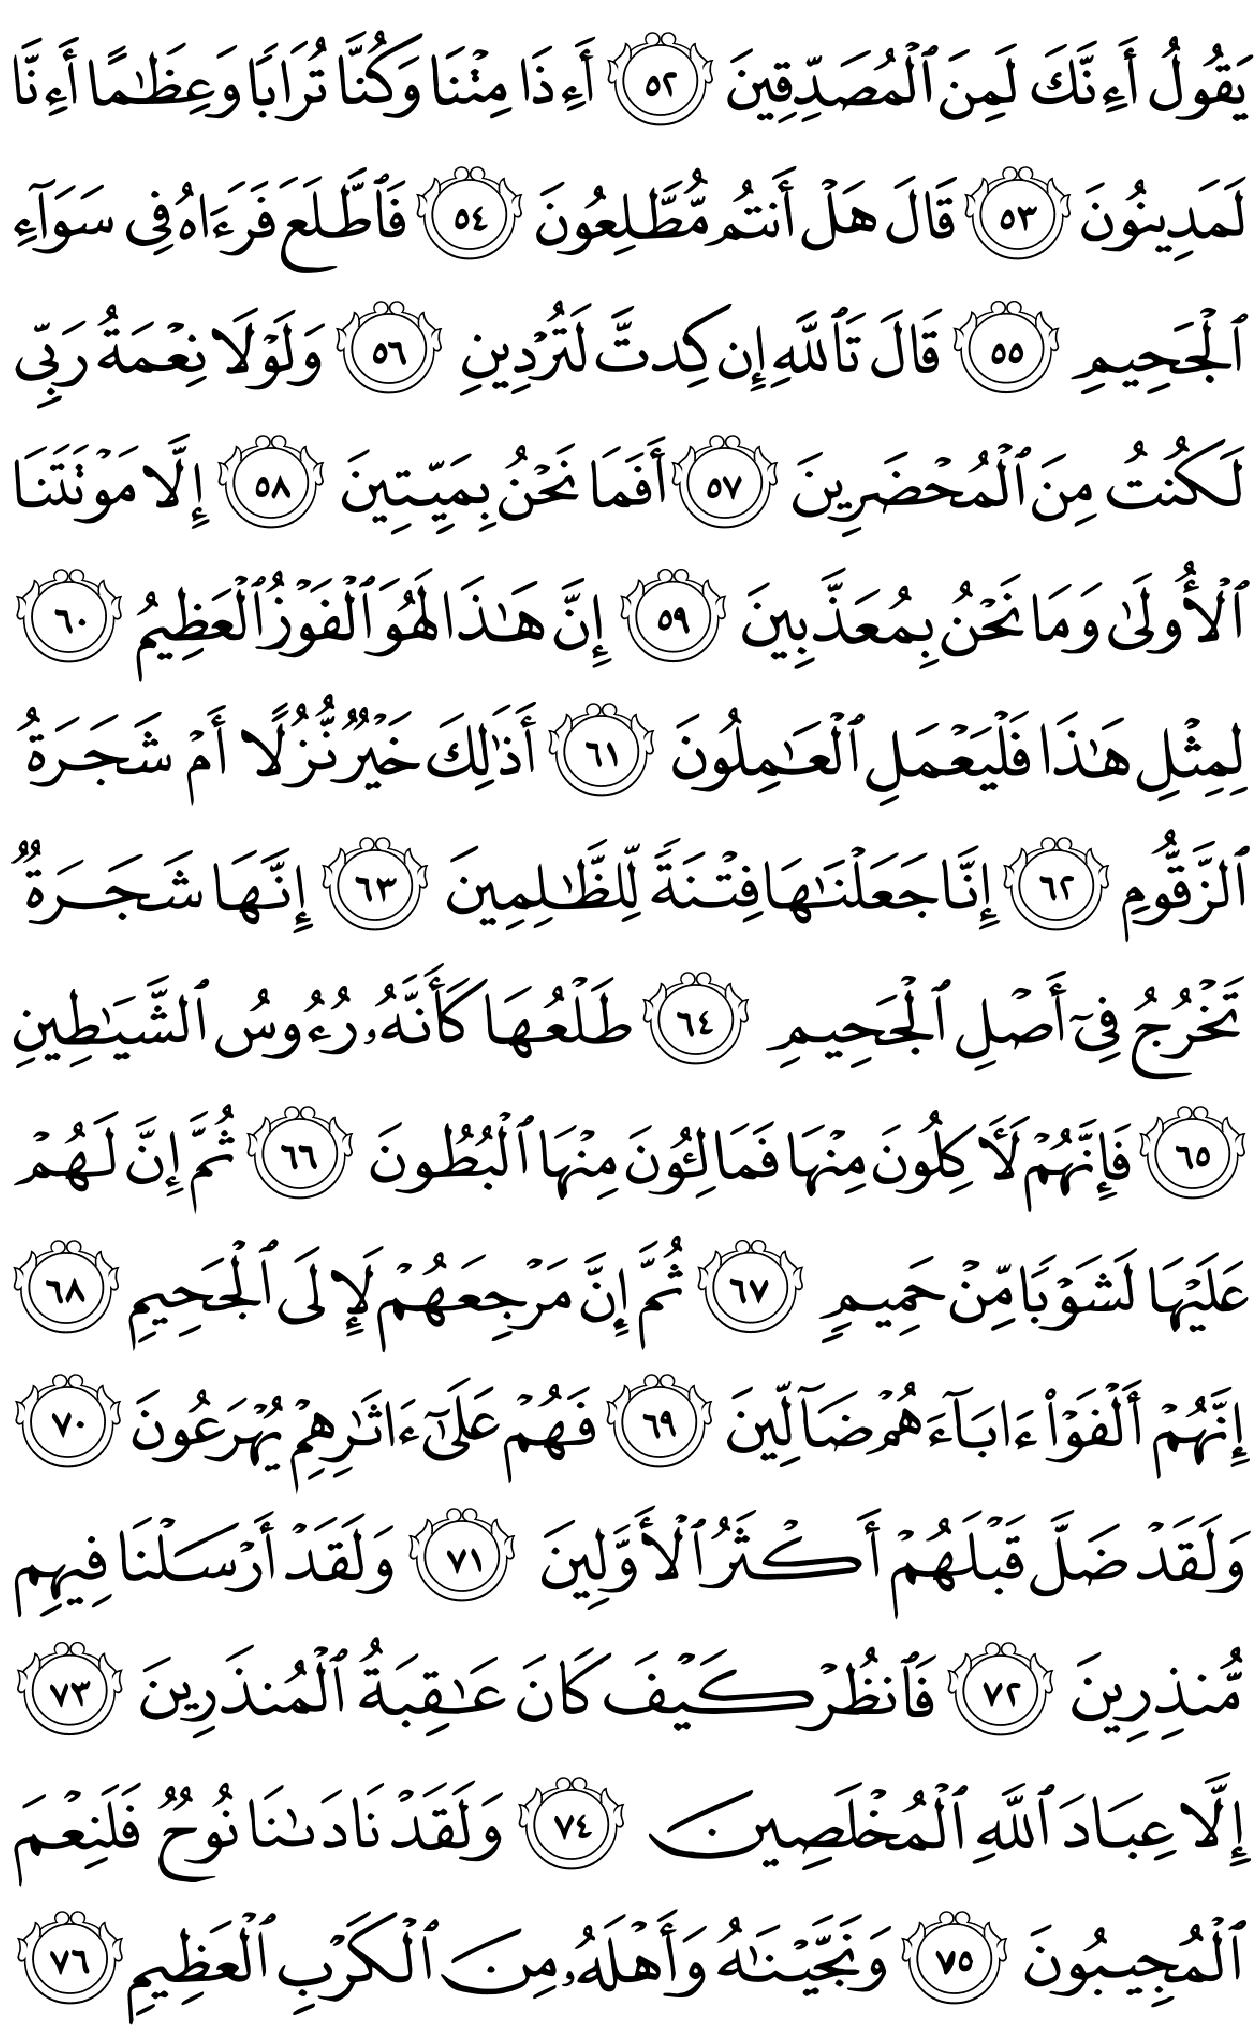 يَقُولُ أَءِنَّكَ لَمِنَ ٱلْمُصَدِّقِينَ ٥٢ أَءِذَا مِتْنَا وَكُنَّا تُرَابًا وَعِظَٰمًا أَءِنَّا
لَمَدِينُونَ ٥٣ قَالَ هَلْ أَنتُم مُّطَّلِعُونَ ٥٤ فَٱطَّلَعَ فَرَءَاهُ فِى سَوَآءِ
ٱلْجَحِيمِ ٥٥ قَالَ تَٱللَّهِ إِن كِدتَّ لَتُرْدِينِ ٥٦ وَلَوْلَا نِعْمَةُ رَبِّى
لَكُنتُ مِنَ ٱلْمُحْضَرِينَ ٥٧ أَفَمَا نَحْنُ بِمَيِّتِينَ ٥٨ إِلَّا مَوْتَتَنَا
ٱلْأُولَىٰ وَمَا نَحْنُ بِمُعَذَّبِينَ ٥٩ إِنَّ هَٰذَا لَهُوَ ٱلْفَوْزُ ٱلْعَظِيمُ ٦٠
لِمِثْلِ هَٰذَا فَلْيَعْمَلِ ٱلْعَٰمِلُونَ ٦١ أَذَٰلِكَ خَيْرٌ نُّزُلًا أَمْ شَجَرَةُ
ٱلزَّقُّومِ ٦٢ إِنَّا جَعَلْنَٰهَا فِتْنَةً لِّلظَّٰلِمِينَ ٦٣ إِنَّهَا شَجَرَةٌ
تَخْرُجُ فِىٓ أَصْلِ ٱلْجَحِيمِ ٦٤ طَلْعُهَا كَأَنَّهُۥ رُءُوسُ ٱلشَّيَٰطِينِ
٦٥ فَإِنَّهُمْ لَءَاكِلُونَ مِنْهَا فَمَالِـُٔونَ مِنْهَا ٱلْبُطُونَ ٦٦ ثُمَّ إِنَّ لَهُمْ
عَلَيْهَا لَشَوْبًا مِّنْ حَمِيمٍ ٦٧ ثُمَّ إِنَّ مَرْجِعَهُمْ لَإِلَى ٱلْجَحِيمِ ٦٨
إِنَّهُمْ أَلْفَوْا۟ ءَابَآءَهُمْ ضَآلِّينَ ٦٩ فَهُمْ عَلَىٰٓ ءَاثَٰرِهِمْ يُهْرَعُونَ ٧٠
وَلَقَدْ ضَلَّ قَبْلَهُمْ أَكْثَرُ ٱلْأَوَّلِينَ ٧١ وَلَقَدْ أَرْسَلْنَا فِيهِم
مُّنذِرِينَ ٧٢ فَٱنظُرْ كَيْفَ كَانَ عَٰقِبَةُ ٱلْمُنذَرِينَ ٧٣
إِلَّا عِبَادَ ٱللَّهِ ٱلْمُخْلَصِينَ ٧٤ وَلَقَدْ نَادَىٰنَا نُوحٌ فَلَنِعْمَ
ٱلْمُجِيبُونَ ٧٥ وَنَجَّيْنَٰهُ وَأَهْلَهُۥ مِنَ ٱلْكَرْبِ ٱلْعَظِيمِ ٧٦